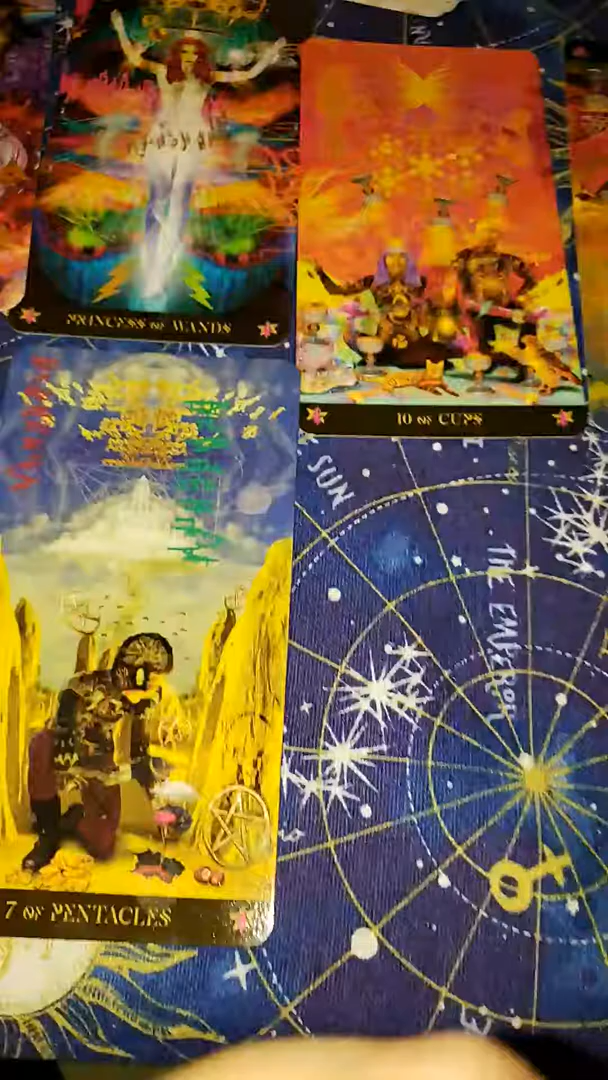 PRINCESS OF WANDS
10 OF CUPS
SUN
THE EMPEROR
7 OF PENTACLES